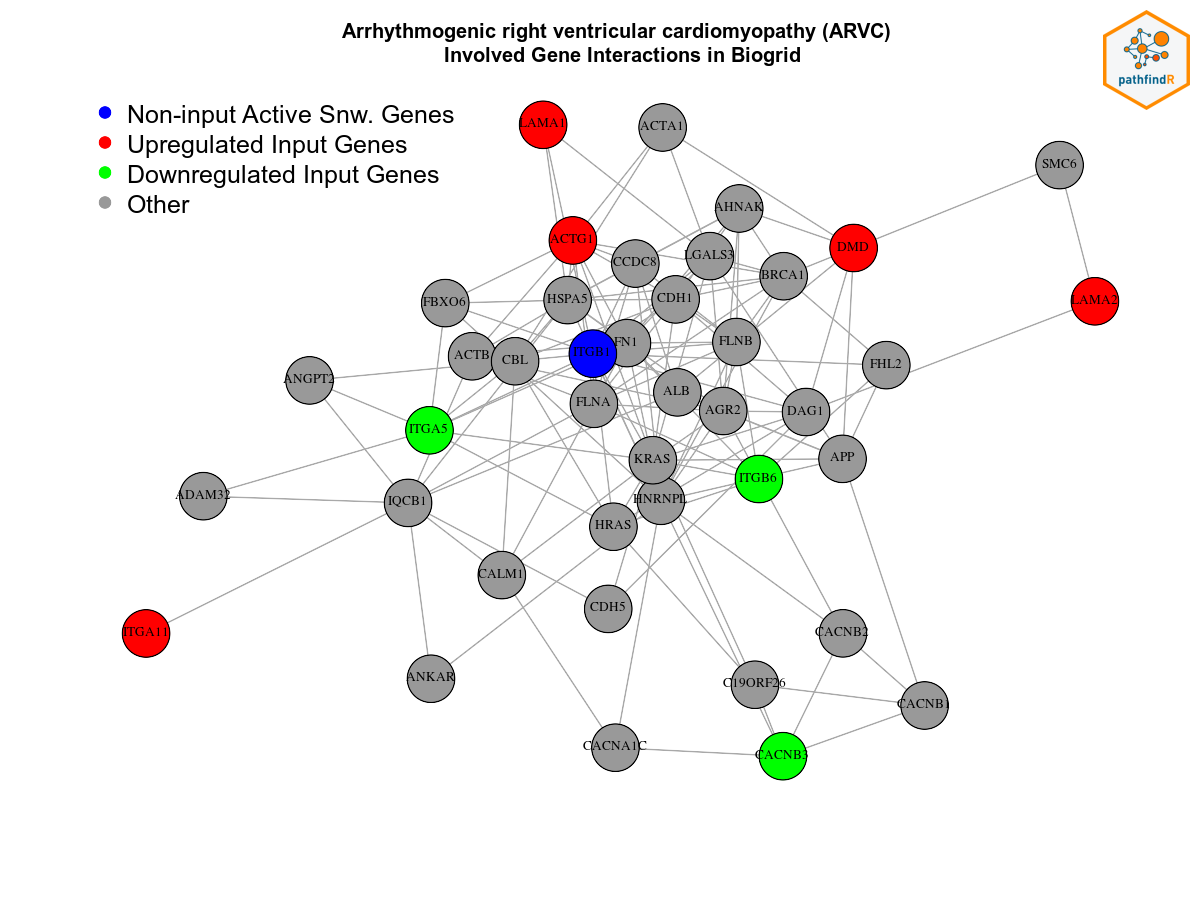 Arrhythmogenic right ventricular cardiomyopathy (ARVC)
Involved Gene Interactions in Biogrid
pathfindR
Non-input Active Snw. Genes
Upregulated Input Genes
Downregulated Input Genes
Other
LAMA1
ACTA1
SMC6
AHNAK
ACTG1
DMD
LGALS3
CCDC8
BRCA1
FBXO6
HSPA5
CDH1
LAMA2
FN1
FLNB
ITGB1
ACTB
CBL
FHL2
ANGPT2
ALB
FLNA
AGR2
DAG1
ITGA5
KRAS
APP
ITGB6
ADAM32
IQCB1
HNRNPL
HRAS
CALM1
CDH5
ITGA11
CACNB2
ANKAR
C19ORF26
CACNB1
CACNA1C
CACNB3